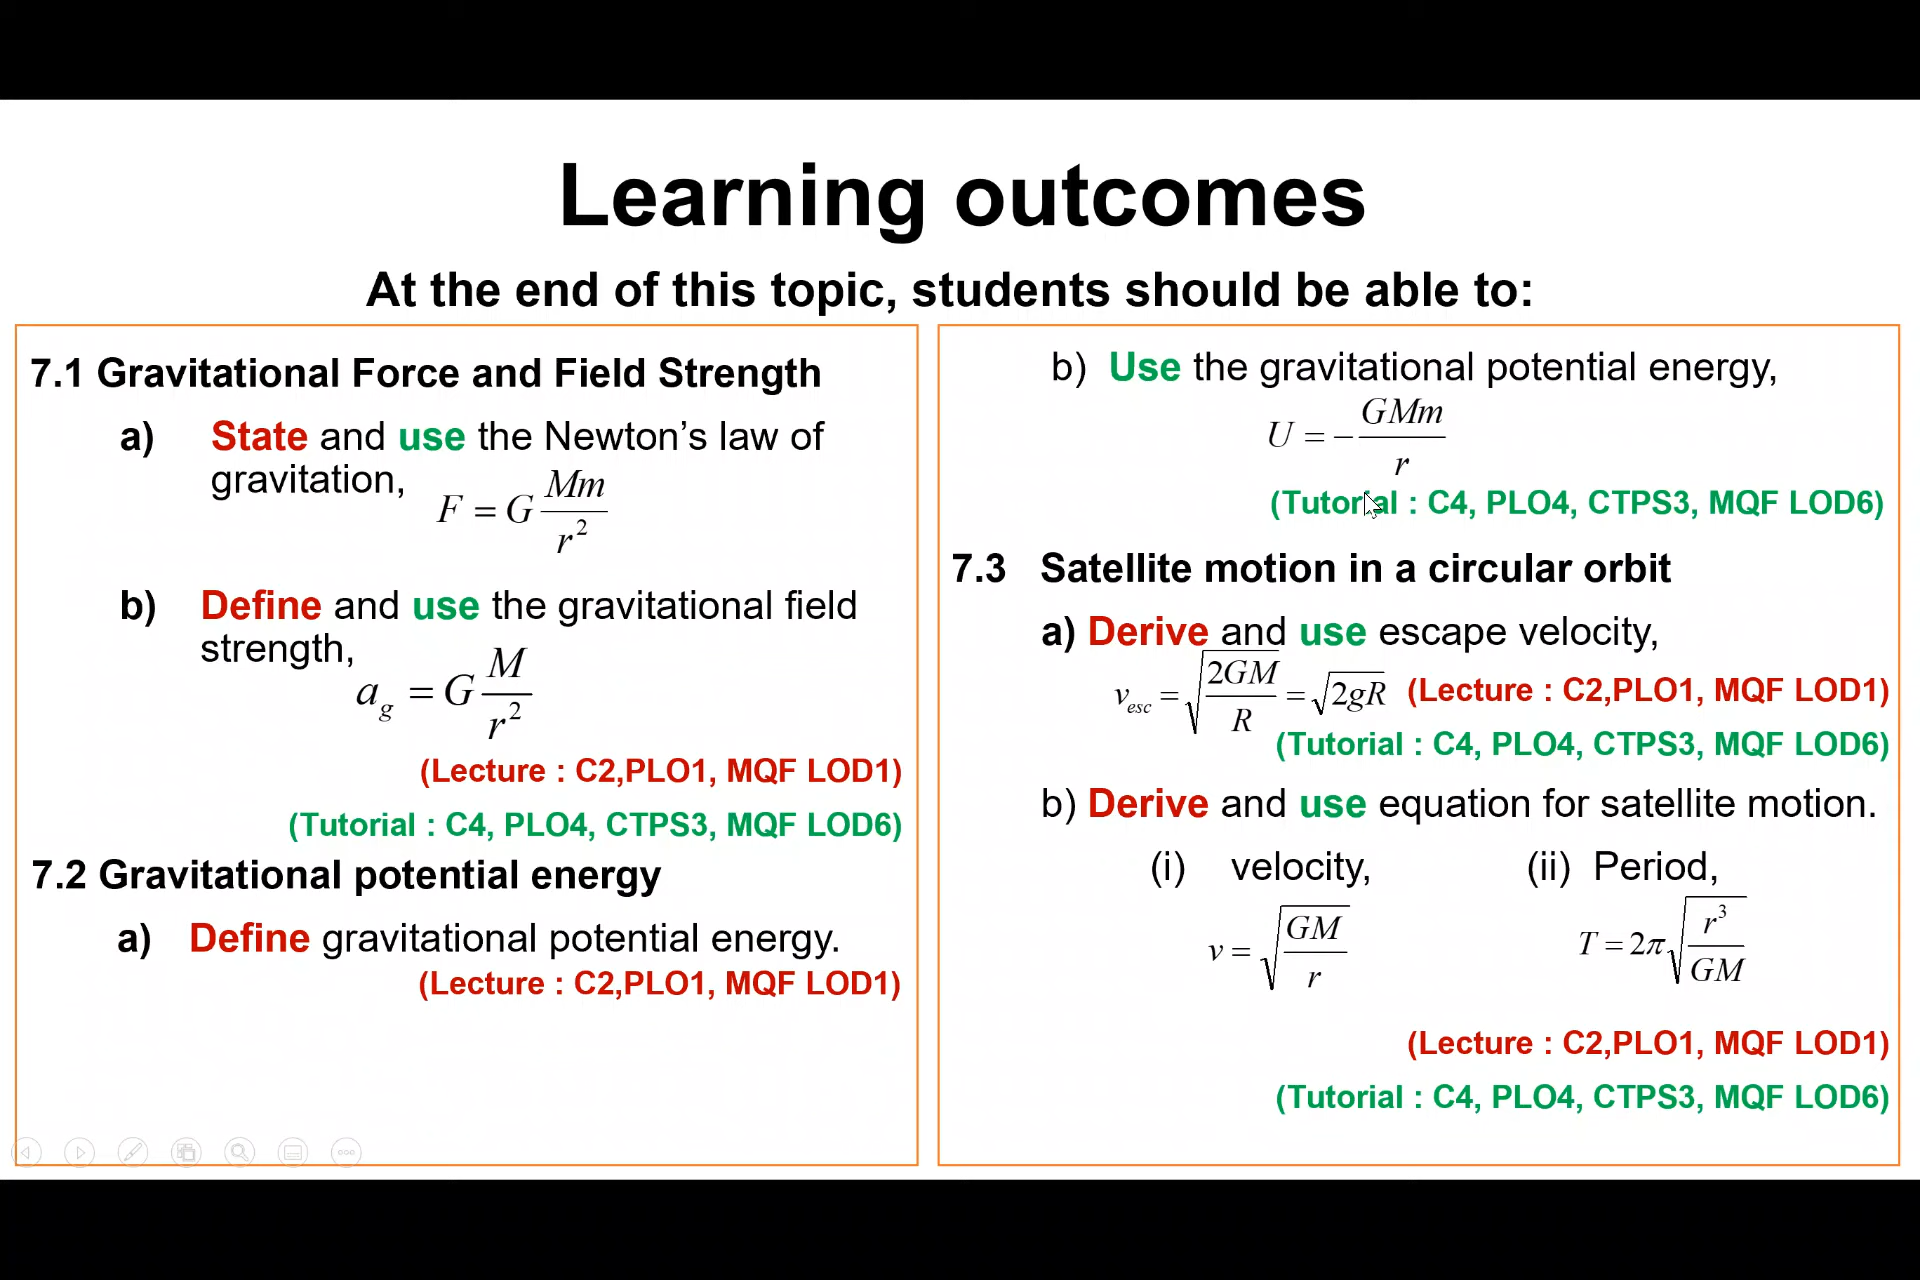 Learning outcomes
At the end of this topic, students should be able to:
7.1 Gravitational Force and Field Strength
a) State and use the Newton’s law of
gravitation,
F = G Mm / r²
b) Define and use the gravitational field
strength,
a_g = G M / r²
(Lecture : C2,PLO1, MQF LOD1)
(Tutorial : C4, PLO4, CTPS3, MQF LOD6)
7.2 Gravitational potential energy
a) Define gravitational potential energy.
(Lecture : C2,PLO1, MQF LOD1)
b) Use the gravitational potential energy,
U = − GMm / r
(Tutorial : C4, PLO4, CTPS3, MQF LOD6)
7.3 Satellite motion in a circular orbit
a) Derive and use escape velocity,
v_esc = √(2GM / R) = √(2gR) (Lecture : C2,PLO1, MQF LOD1)
(Tutorial : C4, PLO4, CTPS3, MQF LOD6)
b) Derive and use equation for satellite motion.
(i) velocity, (ii) Period,
v = √(GM / r) T = 2π√(r³ / GM)
(Lecture : C2,PLO1, MQF LOD1)
(Tutorial : C4, PLO4, CTPS3, MQF LOD6)